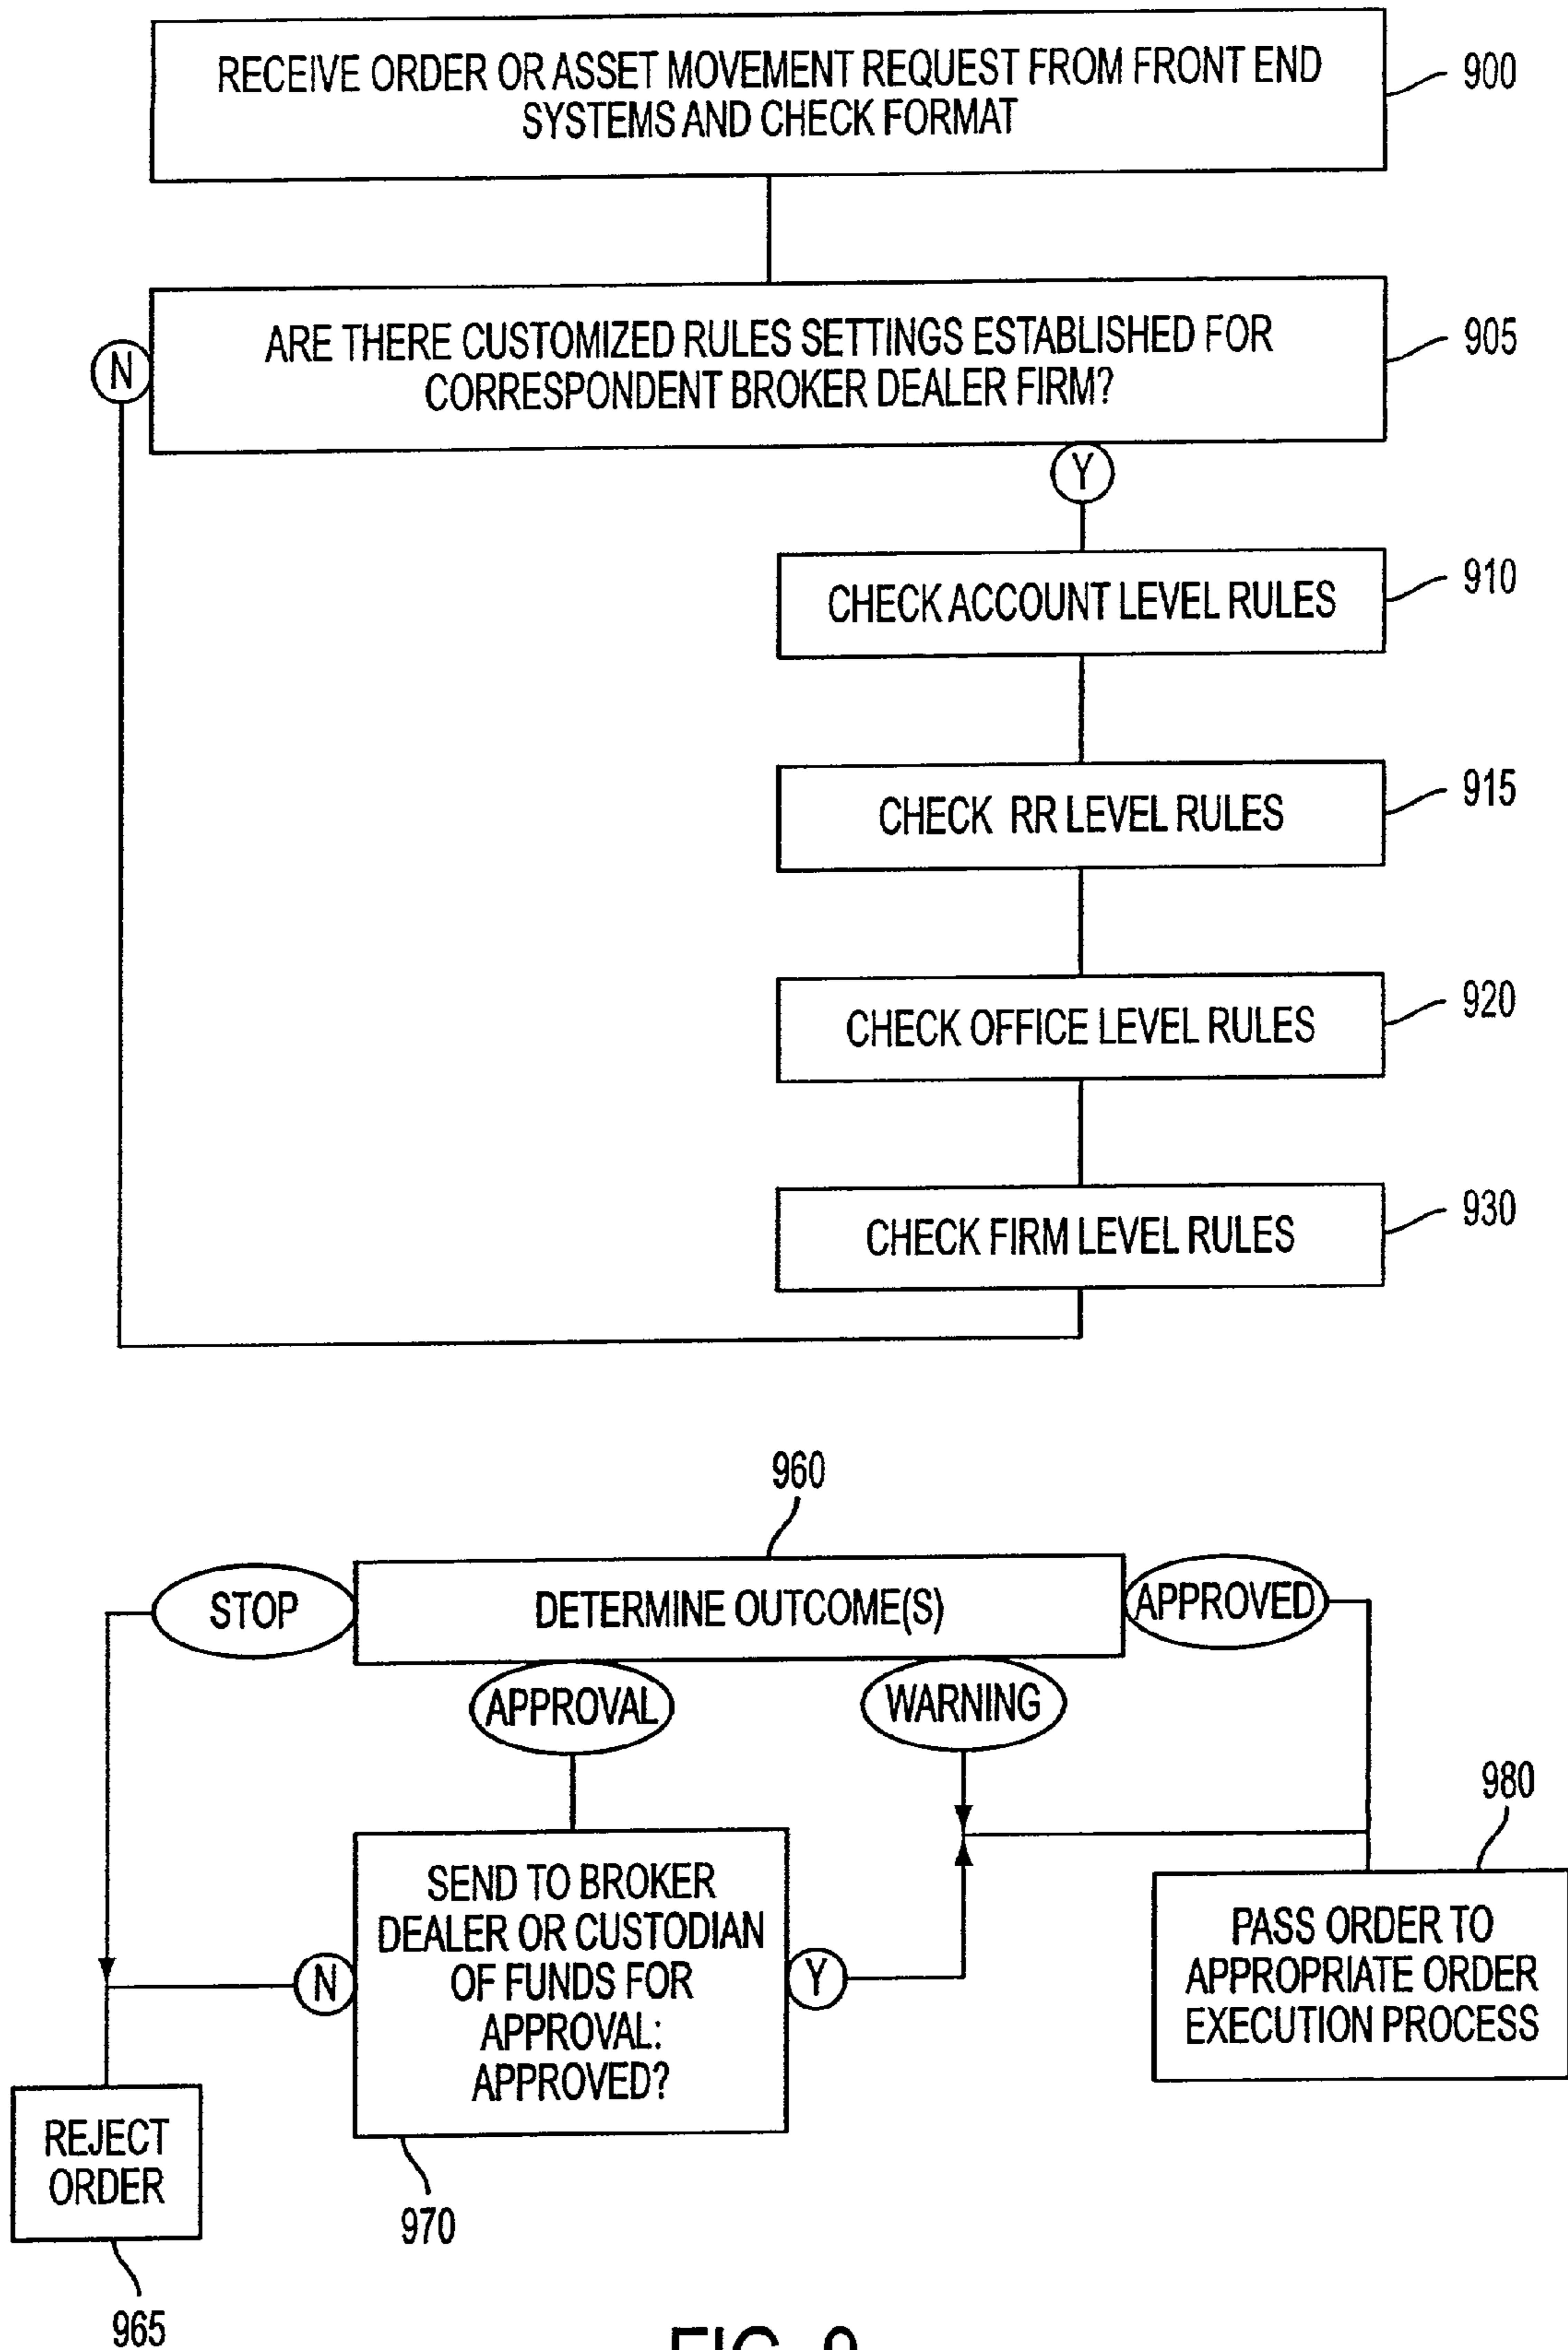 RECEIVE ORDER OR ASSET MOVEMENT REQUEST FROM FRONT END
SYSTEMS AND CHECK FORMAT
900
ARE THERE CUSTOMIZED RULES SETTINGS ESTABLISHED FOR
CORRESPONDENT BROKER DEALER FIRM?
905
N
Y
CHECK ACCOUNT LEVEL RULES
910
CHECK RR LEVEL RULES
915
CHECK OFFICE LEVEL RULES
920
CHECK FIRM LEVEL RULES
930
960
STOP
DETERMINE OUTCOME(S)
APPROVED
APPROVAL
WARNING
980
SEND TO BROKER
DEALER OR CUSTODIAN
OF FUNDS FOR
APPROVAL:
APPROVED?
N
Y
PASS ORDER TO
APPROPRIATE ORDER
EXECUTION PROCESS
REJECT
ORDER
970
965